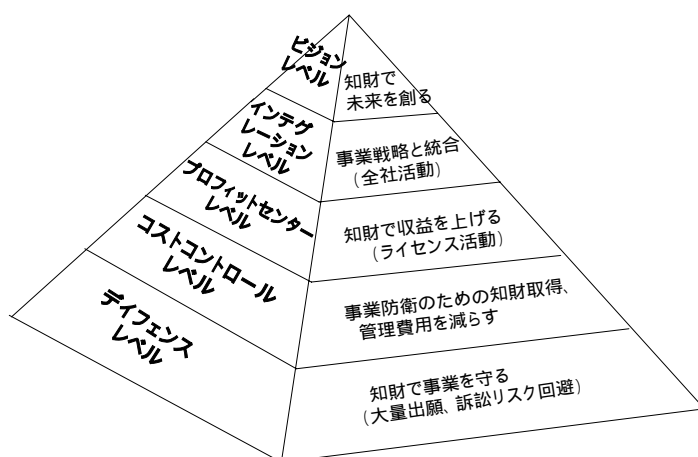 ビジョン
レベル
知財で
未来を創る
インテグ
レーション
レベル
事業戦略と統合
(全社活動)
プロフィットセンター
レベル
知財で収益を上げる
(ライセンス活動)
コストコントロール
レベル
事業防衛のための知財取得、
管理費用を減らす
デイフェンス
レベル
知財で事業を守る
(大量出願、訴訟リスク回避)